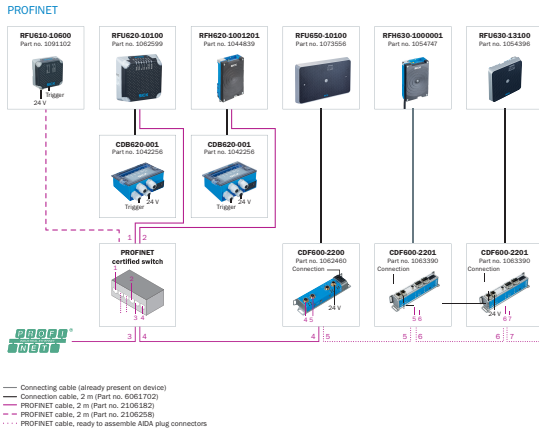 PROFINET
RFU610-10600
Part no. 1091102
Trigger
24 V
RFU620-10100
Part no. 1062599
RFH620-1001201
Part no. 1044839
RFU650-10100
Part no. 1073556
RFH630-1000001
Part no. 1054747
RFU630-13100
Part no. 1054396
CDB620-001
Part no. 1042256
24 V
Trigger
CDB620-001
Part no. 1042256
24 V
Trigger
1 2
PROFINET
certified switch
1
2
3 4
CDF600-2200
Part no. 1062460
Connection
24 V
4 5
CDF600-2201
Part no. 1063390
Connection
5 6
CDF600-2201
Part no. 1063390
Connection
24 V
6 7
PROFI
NET
®
3 4
4 5
5 6
6 7
Connecting cable (already present on device)
Connection cable, 2 m (Part no. 6061702)
PROFINET cable, 2 m (Part no. 2106182)
PROFINET cable, 2 m (Part no. 2106258)
PROFINET cable, ready to assemble AIDA plug connectors